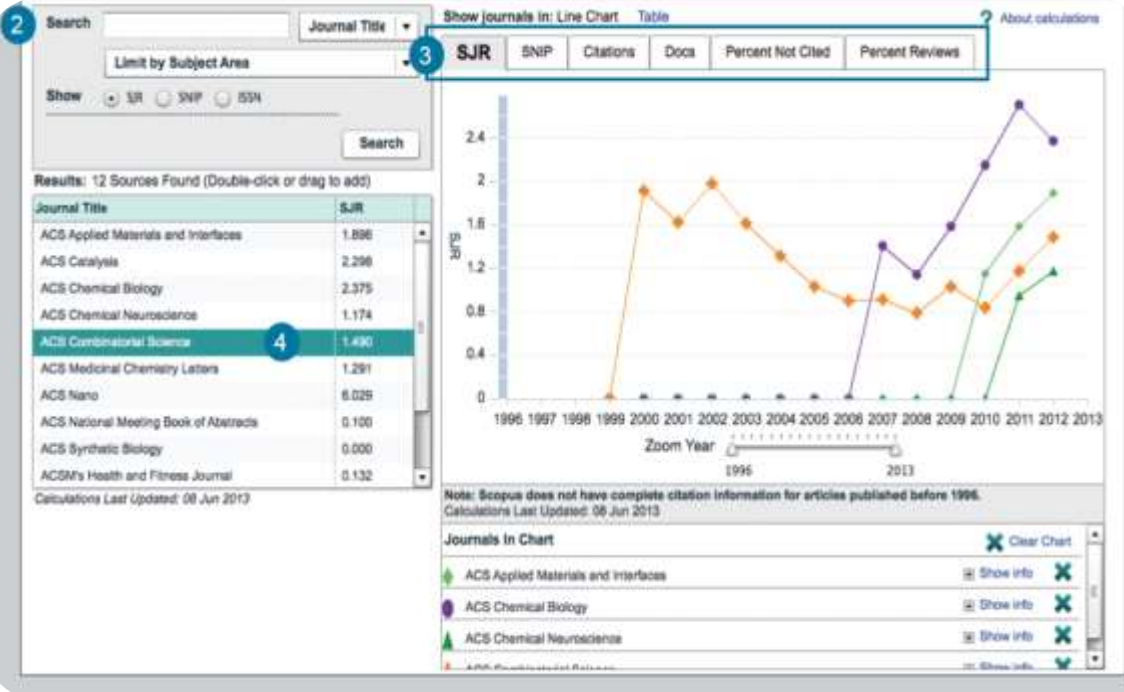 2
Search
Journal Title
Limit by Subject Area
Show SJR SNIP ISSN
Search
Results: 12 Sources Found (Double-click or drag to add)
Journal Title SJR
ACS Applied Materials and Interfaces 1.896
ACS Catalysis 2.298
ACS Chemical Biology 2.375
ACS Chemical Neuroscience 1.174
ACS Combinatorial Science 4 1.490
ACS Medicinal Chemistry Letters 1.291
ACS Nano 6.029
ACS National Meeting Book of Abstracts 0.100
ACS Synthetic Biology 0.000
ACSM's Health and Fitness Journal 0.132
Calculations Last Updated: 08 Jun 2013
Show journals in: Line Chart Table
? About calculations
3
SJR SNIP Citations Docs Percent Not Cited Percent Reviews
2.4
2
1.6
1.2
0.8
0.4
0
SJR
1996 1997 1998 1999 2000 2001 2002 2003 2004 2005 2006 2007 2008 2009 2010 2011 2012 2013
Zoom Year
1996 2013
Note: Scopus does not have complete citation information for articles published before 1996.
Calculations Last Updated: 08 Jun 2013
Journals in Chart Clear Chart
ACS Applied Materials and Interfaces Show info
ACS Chemical Biology Show info
ACS Chemical Neuroscience Show info
ACS Combinatorial Science Show info